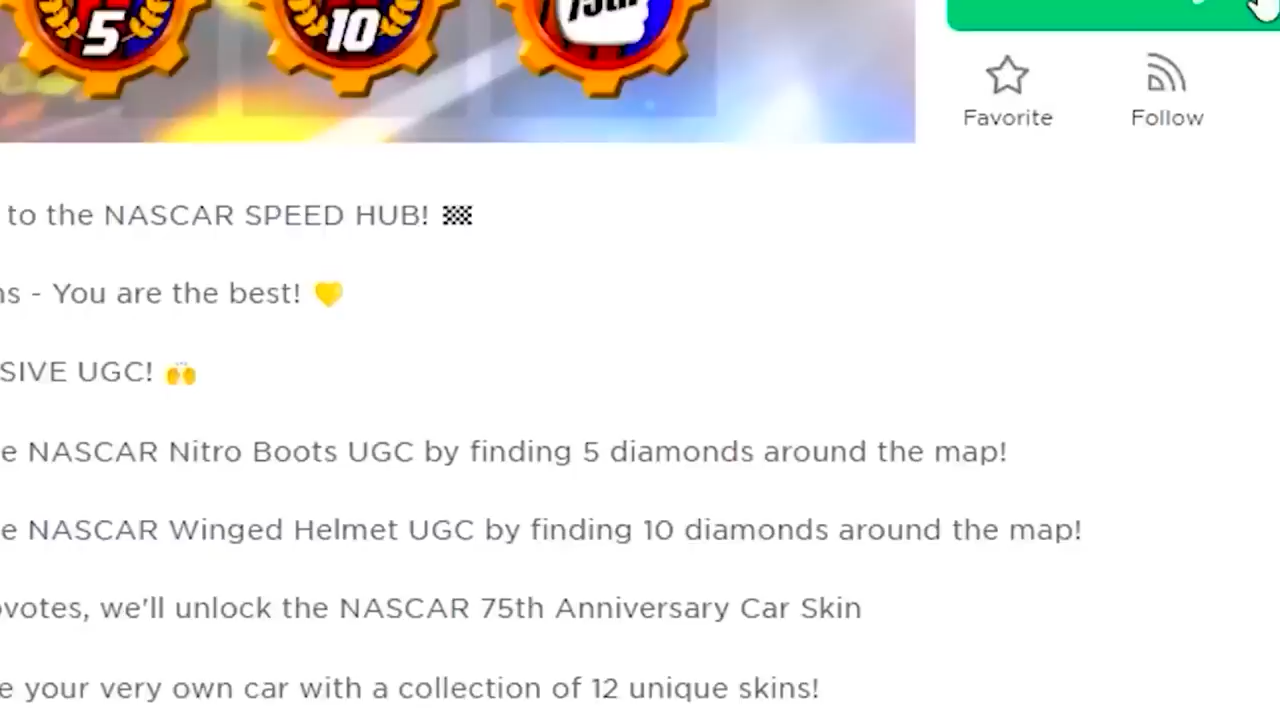 5
10
75th
Favorite
Follow
to the NASCAR SPEED HUB!
ns - You are the best! 💛
SIVE UGC! 🙌
e NASCAR Nitro Boots UGC by finding 5 diamonds around the map!
e NASCAR Winged Helmet UGC by finding 10 diamonds around the map!
votes, we'll unlock the NASCAR 75th Anniversary Car Skin
e your very own car with a collection of 12 unique skins!